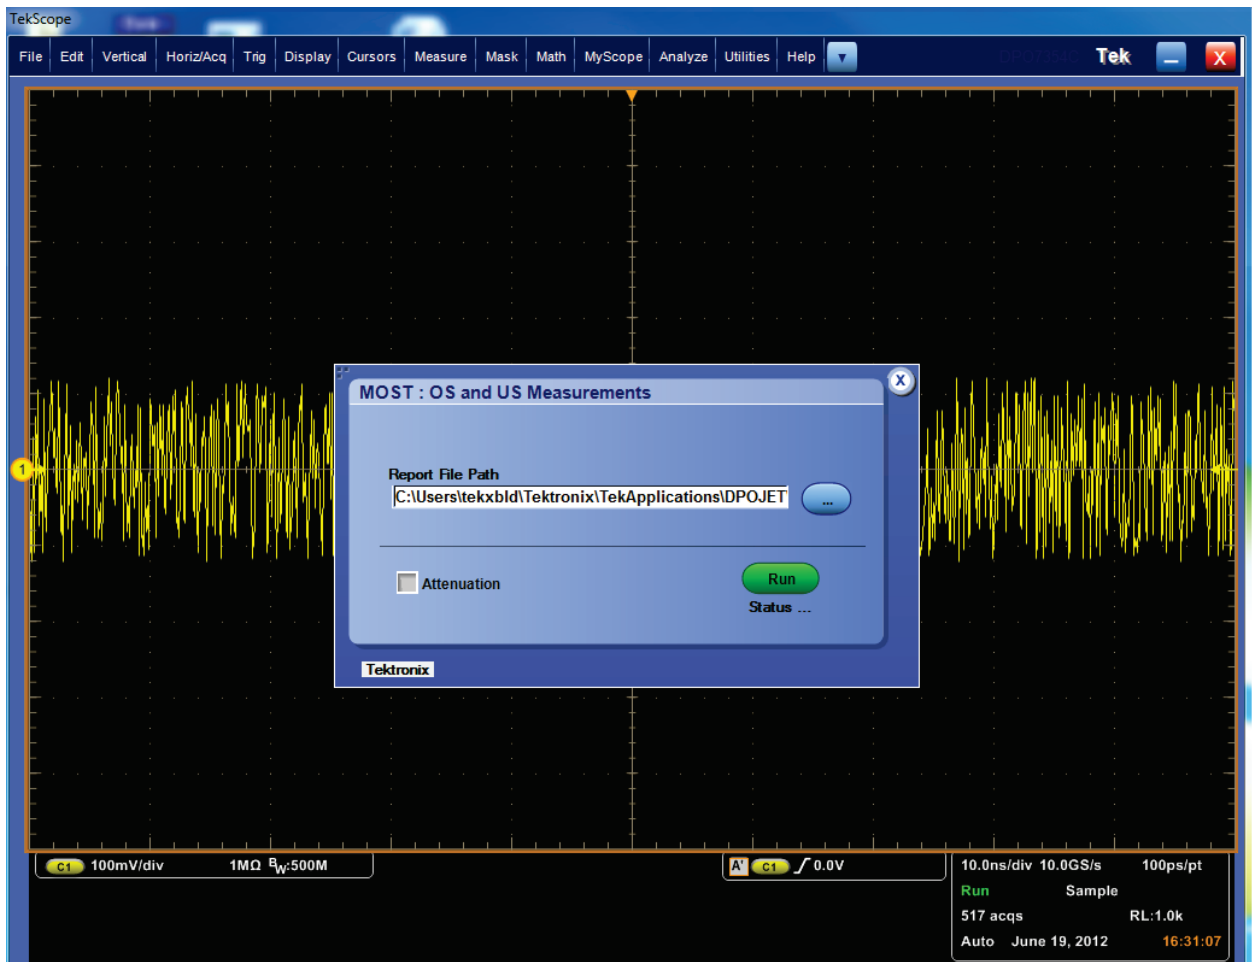 TekScope
File Edit Vertical Horiz/Acq Trig Display Cursors Measure Mask Math MyScope Analyze Utilities Help Tek X
X
MOST : OS and US Measurements
Report File Path
C:\Users\tekxbld\Tektronix\TekApplications\DPOJET
...
Attenuation
Run
Status ...
Tektronix
1
C1 100mV/div 1MΩ BW:500M
A' C1 0.0V
10.0ns/div 10.0GS/s 100ps/pt
Run Sample
517 acqs RL:1.0k
Auto June 19, 2012 16:31:07